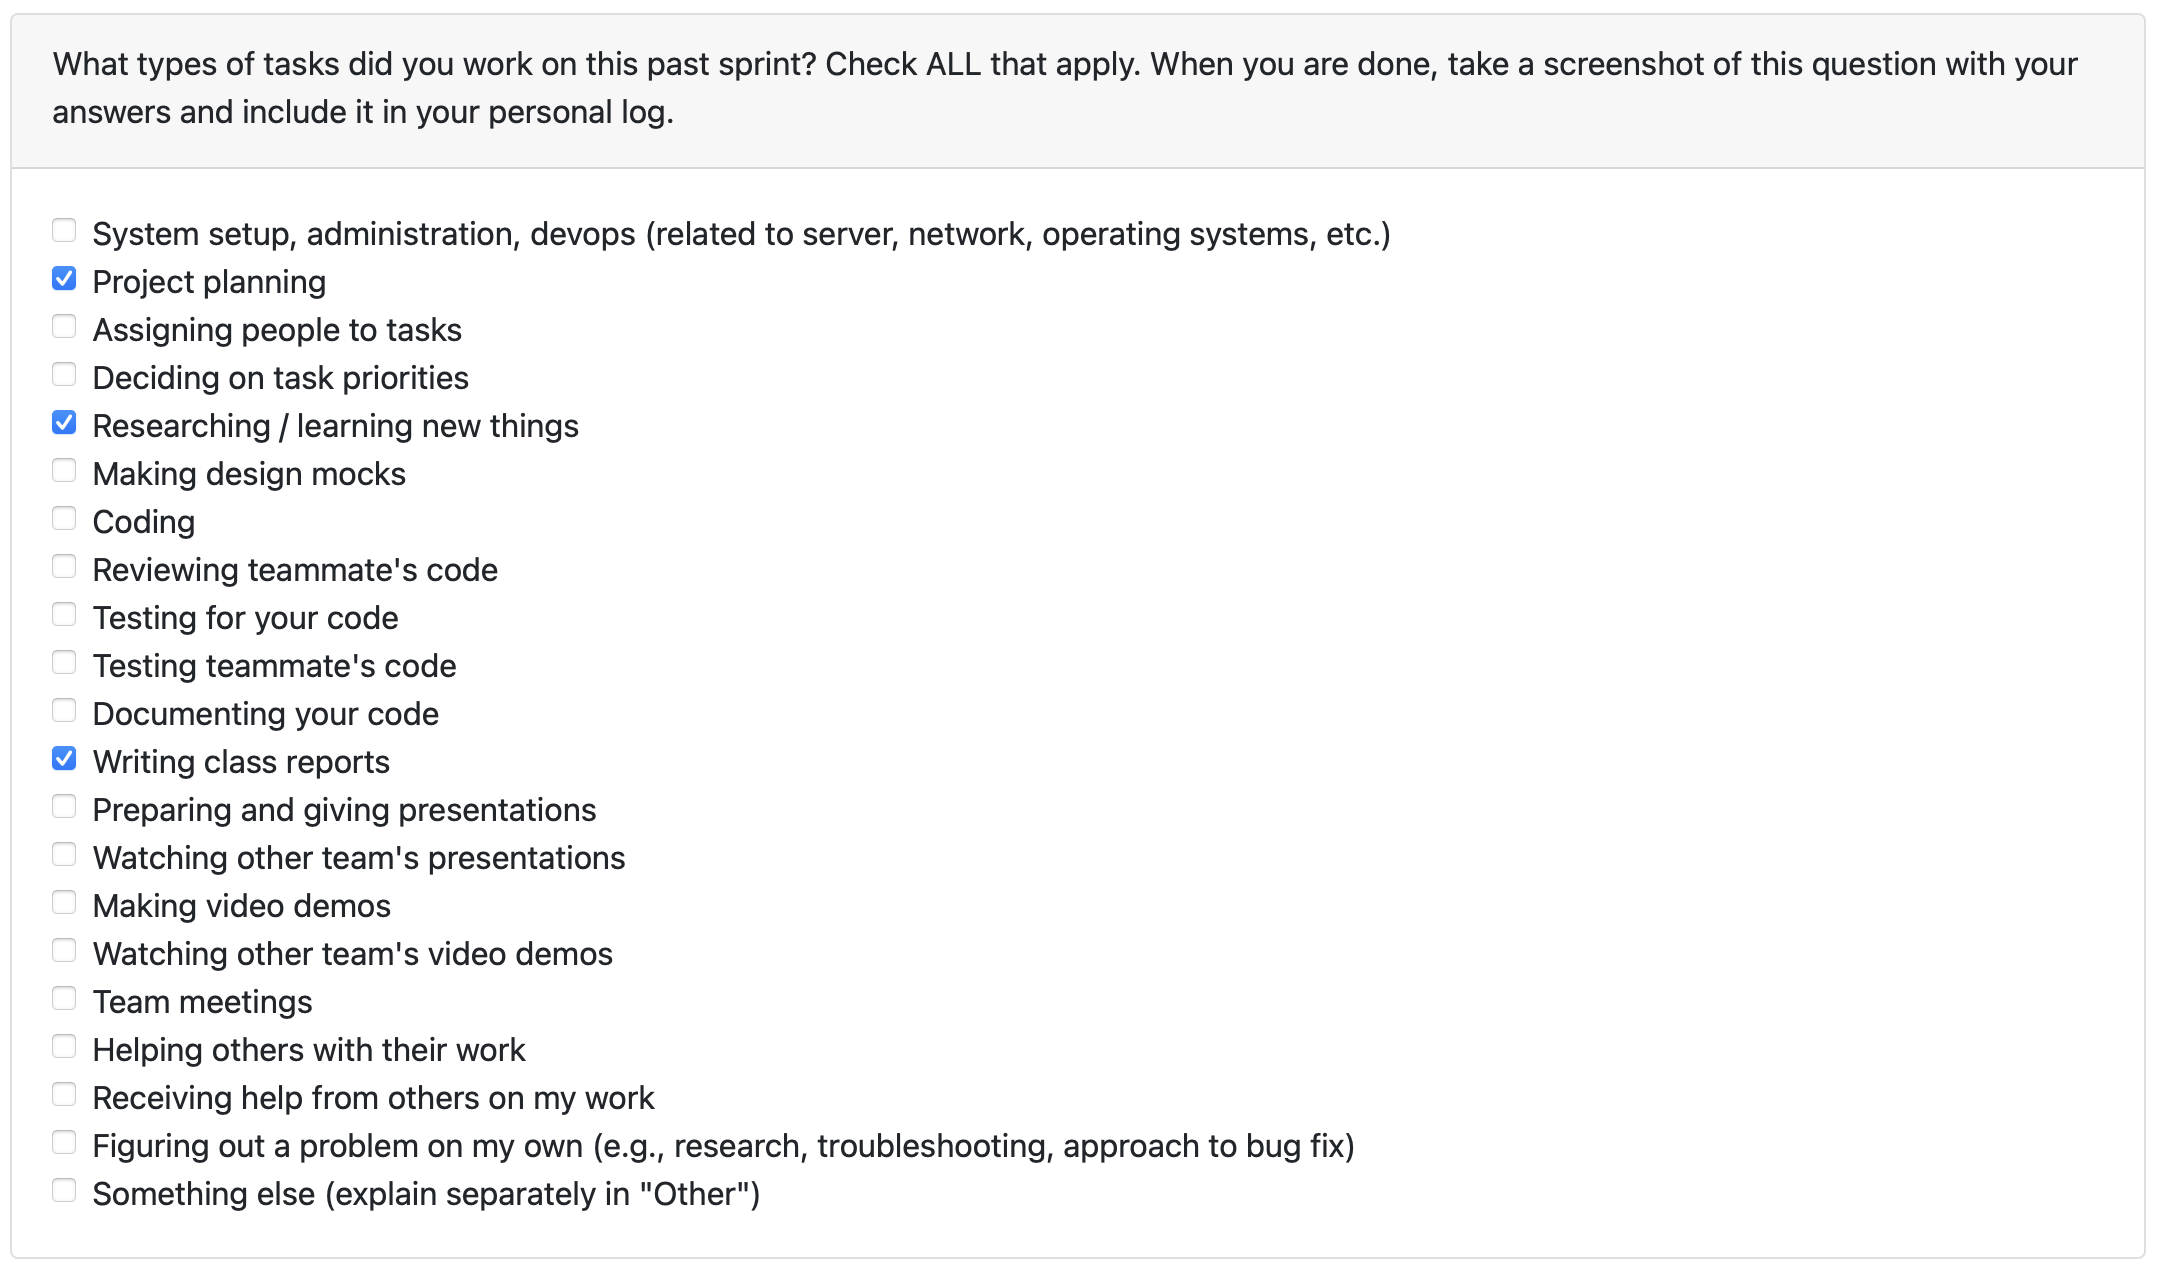 What types of tasks did you work on this past sprint? Check ALL that apply. When you are done, take a screenshot of this question with your
answers and include it in your personal log.
System setup, administration, devops (related to server, network, operating systems, etc.)
Project planning
Assigning people to tasks
Deciding on task priorities
Researching / learning new things
Making design mocks
Coding
Reviewing teammate's code
Testing for your code
Testing teammate's code
Documenting your code
Writing class reports
Preparing and giving presentations
Watching other team's presentations
Making video demos
Watching other team's video demos
Team meetings
Helping others with their work
Receiving help from others on my work
Figuring out a problem on my own (e.g., research, troubleshooting, approach to bug fix)
Something else (explain separately in "Other")